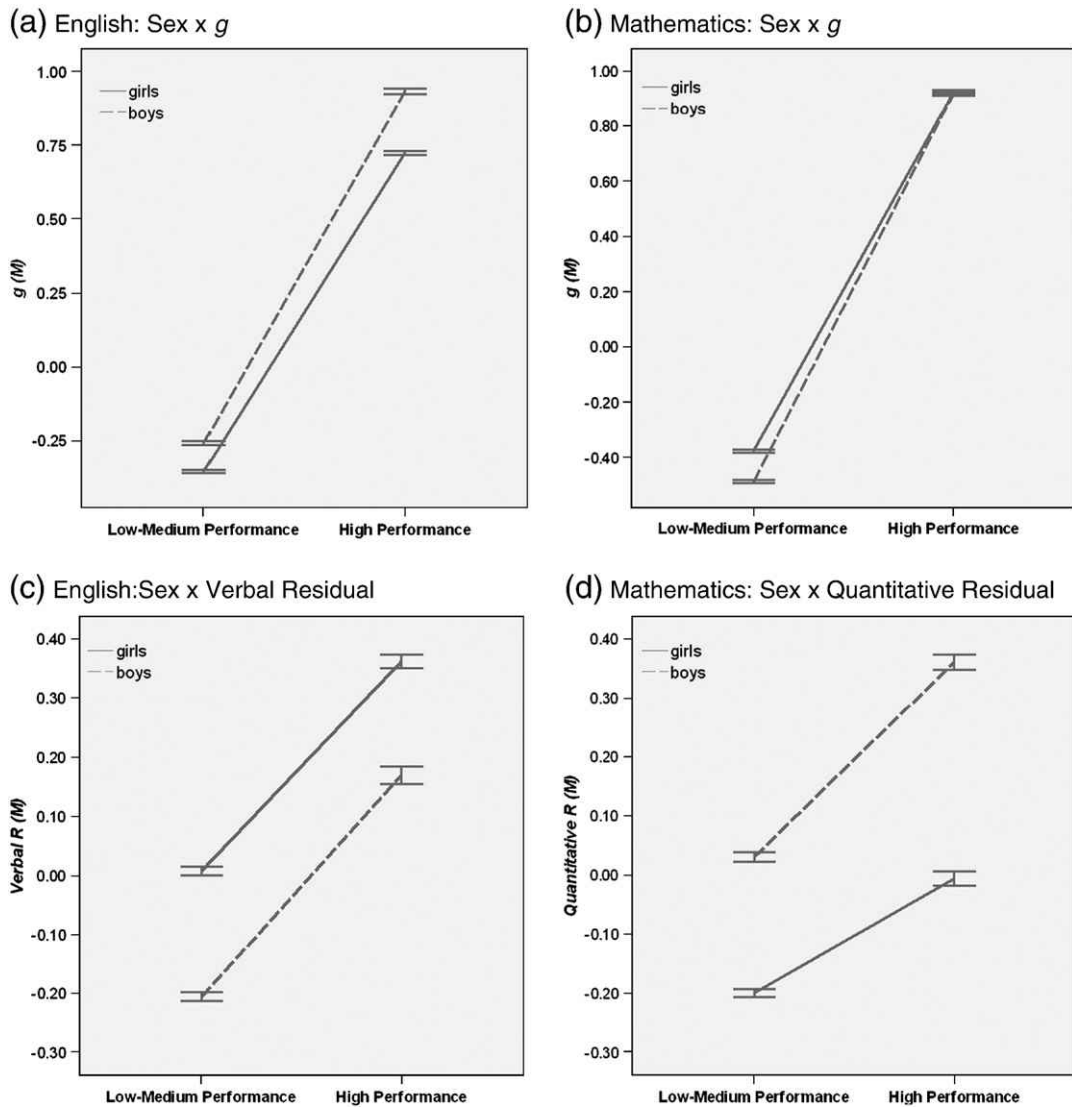 (a) English: Sex x g
1.00
0.75
0.50
0.25
0.00
-0.25
g (M)
girls
boys
Low-Medium Performance High Performance
(b) Mathematics: Sex x g
1.00
0.80
0.60
0.40
0.20
0.00
-0.20
-0.40
g (M)
girls
boys
Low-Medium Performance High Performance
(c) English:Sex x Verbal Residual
0.40
0.30
0.20
0.10
0.00
-0.10
-0.20
-0.30
Verbal R (M)
girls
boys
Low-Medium Performance High Performance
(d) Mathematics: Sex x Quantitative Residual
0.40
0.30
0.20
0.10
0.00
-0.10
-0.20
-0.30
Quantitative R (M)
girls
boys
Low-Medium Performance High Performance